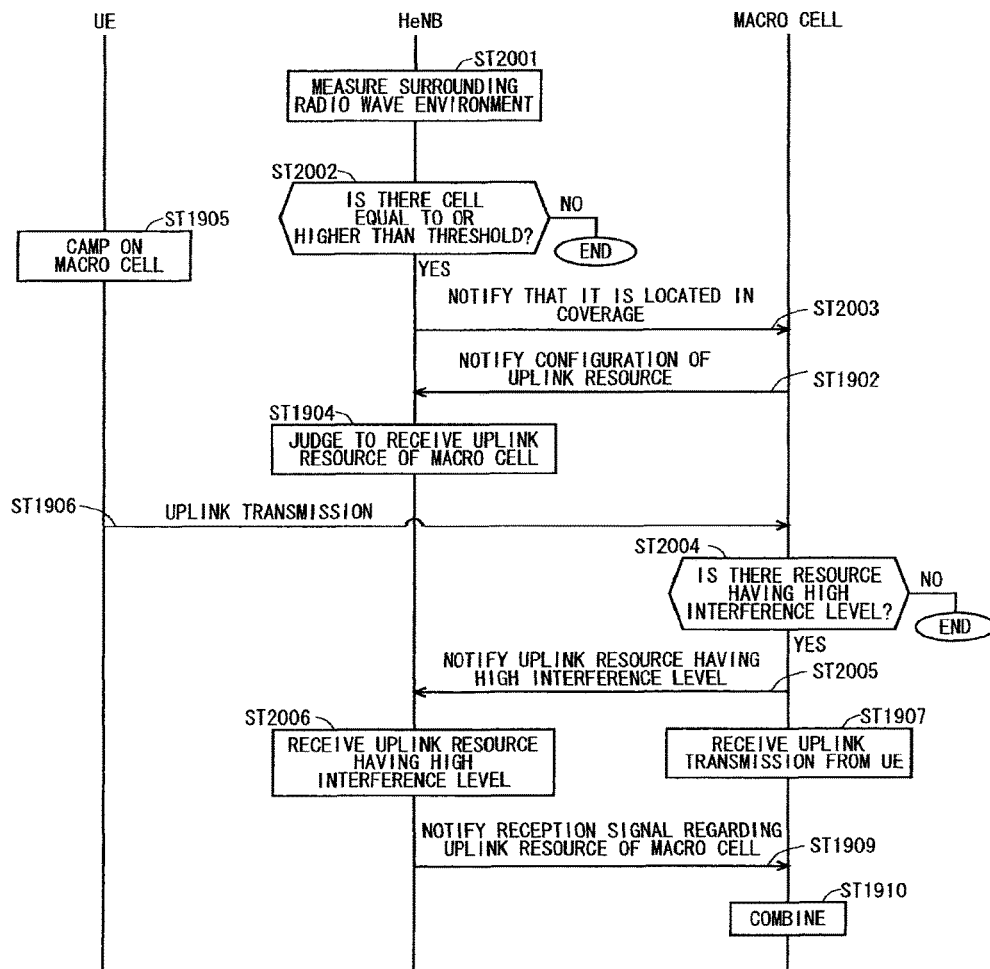 UE
HeNB
MACRO CELL
ST2001
MEASURE SURROUNDING
RADIO WAVE ENVIRONMENT
ST2002
IS THERE CELL
EQUAL TO OR
HIGHER THAN THRESHOLD?
NO
END
YES
ST1905
CAMP ON
MACRO CELL
NOTIFY THAT IT IS LOCATED IN
COVERAGE
ST2003
NOTIFY CONFIGURATION OF
UPLINK RESOURCE
ST1902
ST1904
JUDGE TO RECEIVE UPLINK
RESOURCE OF MACRO CELL
ST1906
UPLINK TRANSMISSION
ST2004
IS THERE RESOURCE
HAVING HIGH
INTERFERENCE LEVEL?
NO
END
YES
NOTIFY UPLINK RESOURCE HAVING
HIGH INTERFERENCE LEVEL
ST2005
ST2006
RECEIVE UPLINK RESOURCE
HAVING HIGH
INTERFERENCE LEVEL
ST1907
RECEIVE UPLINK
TRANSMISSION FROM UE
NOTIFY RECEPTION SIGNAL REGARDING
UPLINK RESOURCE OF MACRO CELL
ST1909
ST1910
COMBINE